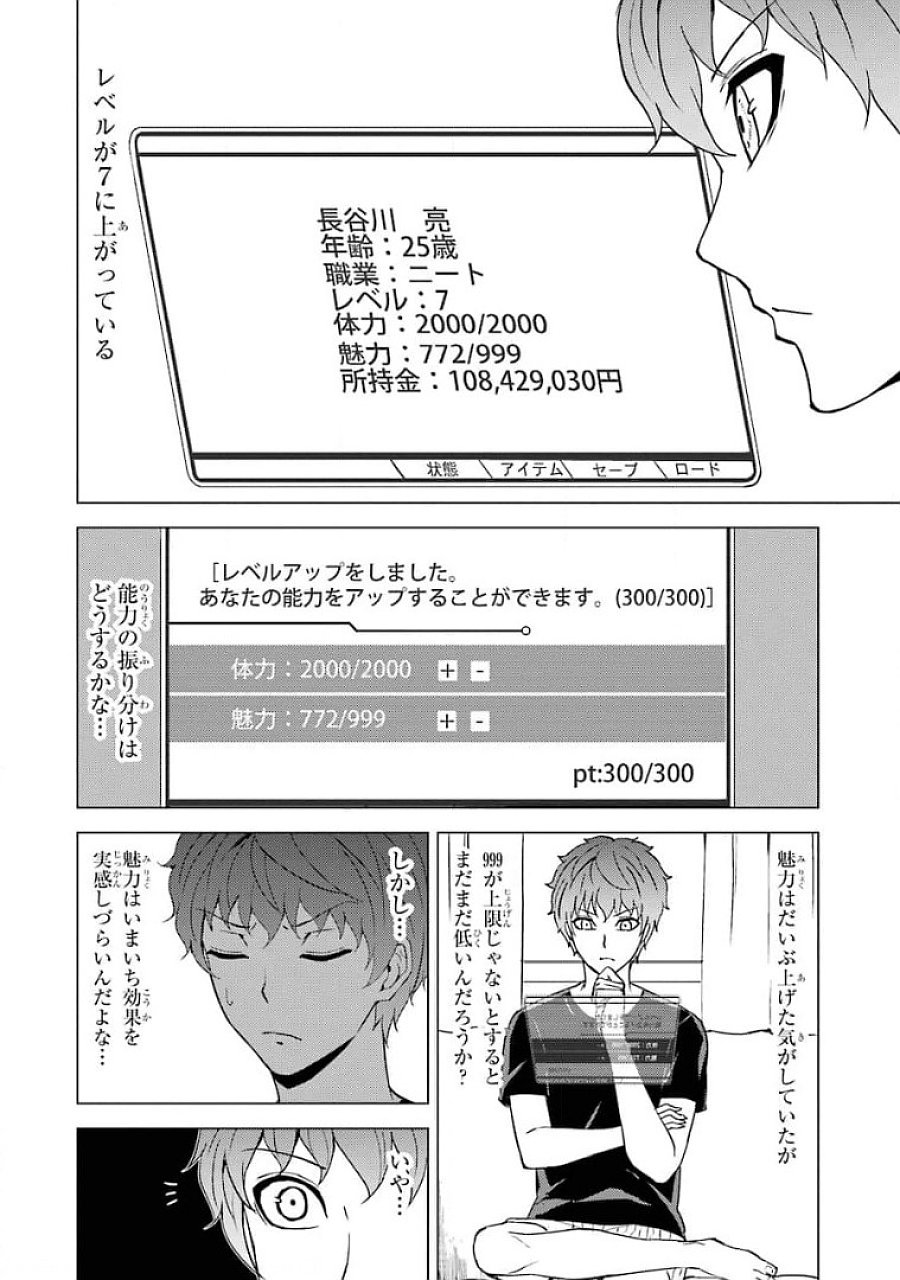 レベルが7に上がっている
長谷川　亮
年齢：25歳
職業：ニート
レベル：7
体力：2000/2000
魅力：772/999
所持金：108,429,030円
状態
アイテム
セーブ
ロード
［レベルアップをしました。
あなたの能力をアップすることができます。(300/300)］
体力：2000/2000 + -
魅力：772/999 + -
pt:300/300
能力の振り分けは
どうするかな…
魅力はだいぶ上げた気がしていたが
999が上限じゃないとすると
まだまだ低いんだろうか?
しかし…
魅力はいまいち効果を
実感しづらいんだよな…
いや…